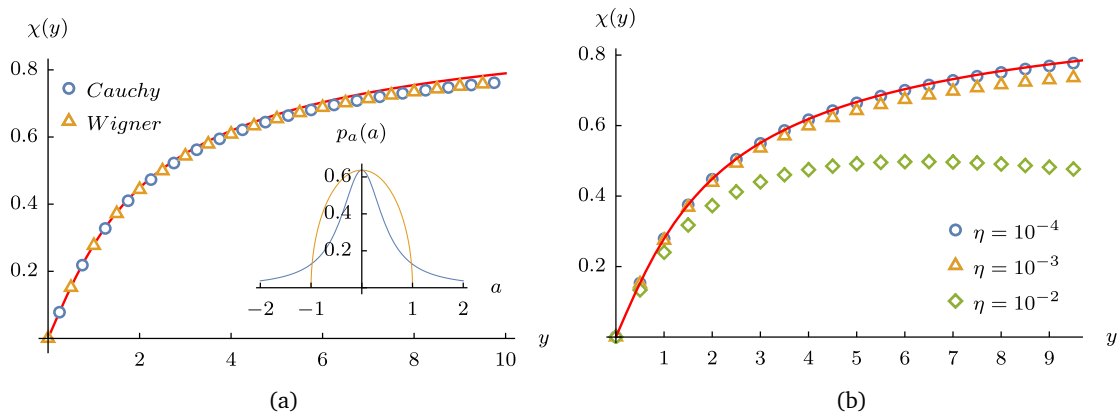 χ(y)
0.8
0.6
0.4
0.2
Cauchy
Wigner
p_a(a)
0.6
0.4
0.2
−2 −1 1 2 a
2 4 6 8 10 y
(a)
χ(y)
0.8
0.6
0.4
0.2
η = 10⁻⁴
η = 10⁻³
η = 10⁻²
1 2 3 4 5 6 7 8 9 y
(b)